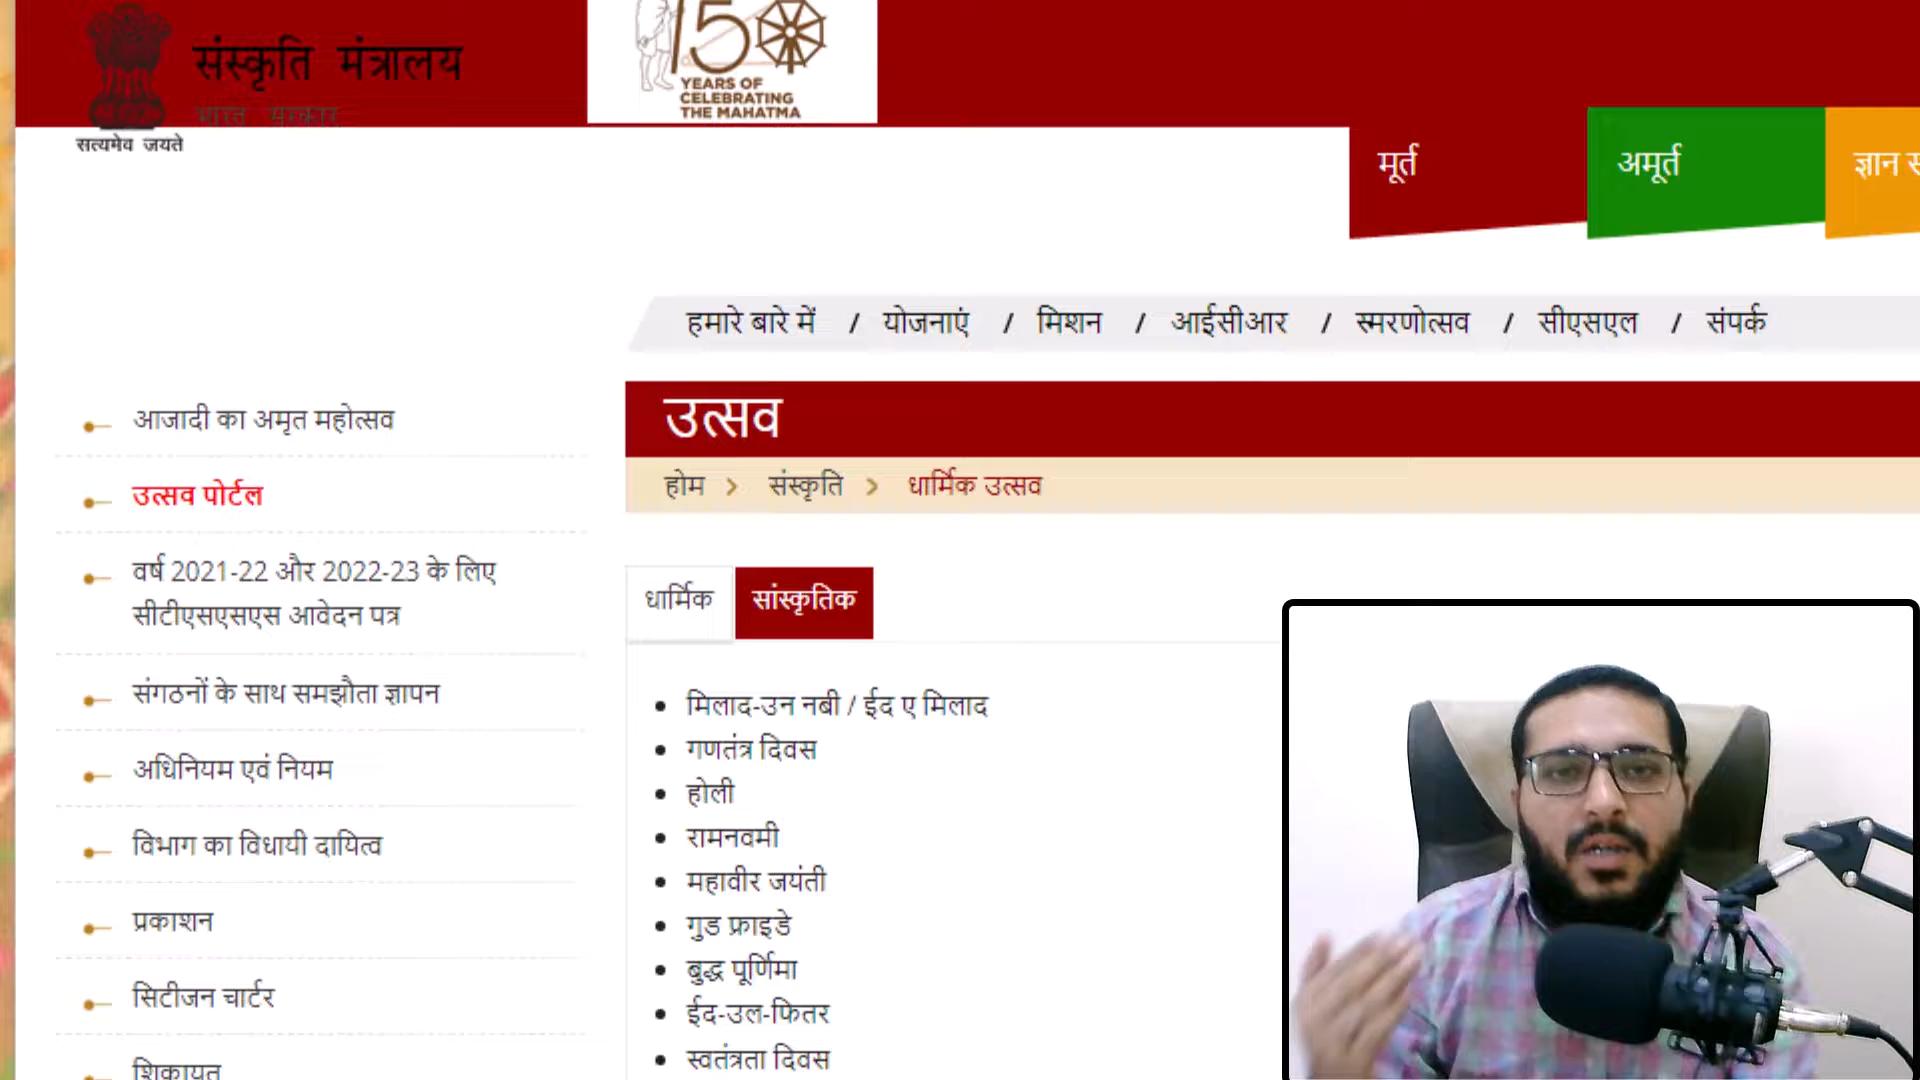 संस्कृति मंत्रालय
भारत सरकार
सत्यमेव जयते
150
YEARS OF
CELEBRATING
THE MAHATMA
मूर्त
अमूर्त
ज्ञान
हमारे बारे में / योजनाएं / मिशन / आईसीआर / स्मरणोत्सव / सीएसएल / संपर्क
आजादी का अमृत महोत्सव
उत्सव पोर्टल
वर्ष 2021-22 और 2022-23 के लिए
सीटीएसएसएस आवेदन पत्र
संगठनों के साथ समझौता ज्ञापन
अधिनियम एवं नियम
विभाग का विधायी दायित्व
प्रकाशन
सिटीजन चार्टर
शिकायत
उत्सव
होम > संस्कृति > धार्मिक उत्सव
धार्मिक सांस्कृतिक
• मिलाद-उन नबी / ईद ए मिलाद
• गणतंत्र दिवस
• होली
• रामनवमी
• महावीर जयंती
• गुड फ्राइडे
• बुद्ध पूर्णिमा
• ईद-उल-फितर
• स्वतंत्रता दिवस